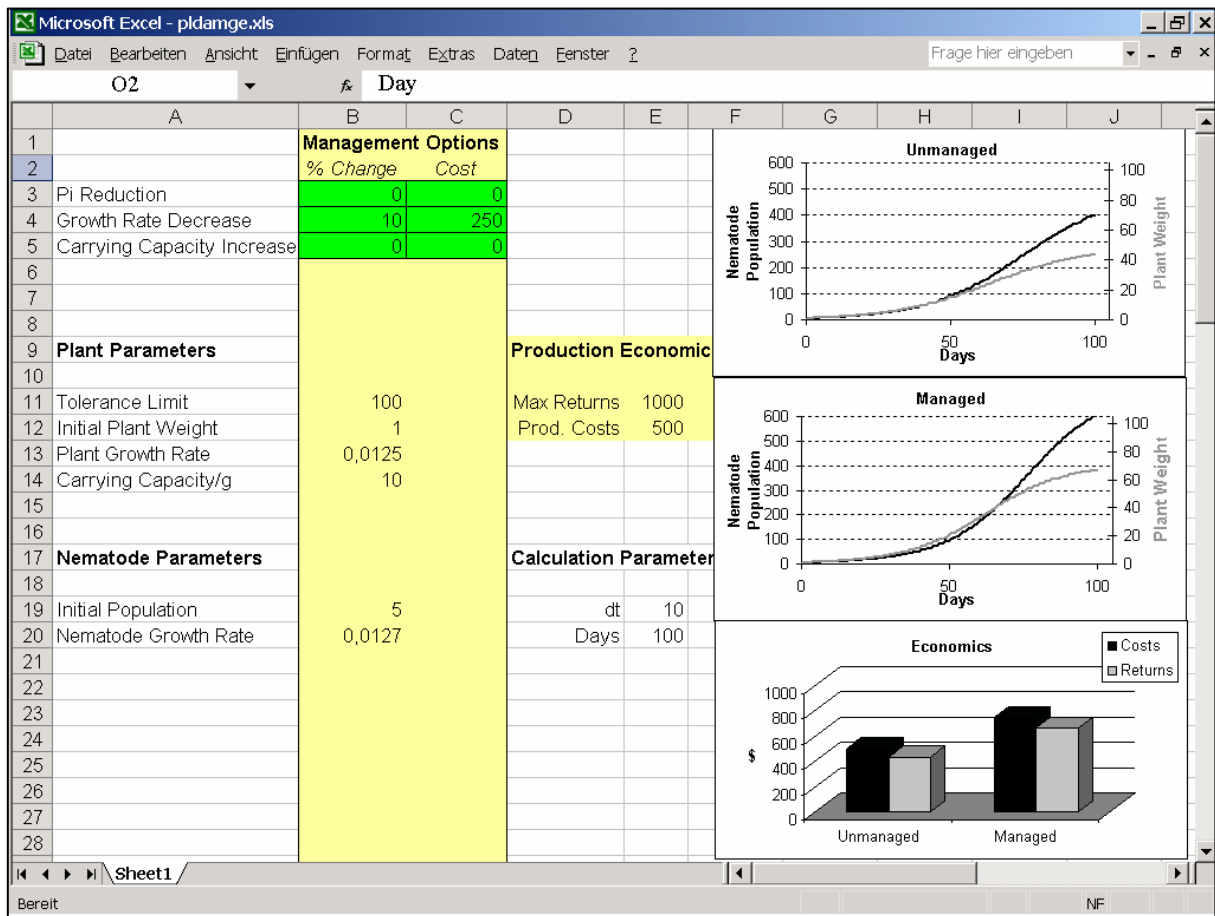 Microsoft Excel - pldamge.xls
Datei Bearbeiten Ansicht Einfügen Format Extras Daten Fenster ?
Frage hier eingeben
O2 fx Day
A B C D E F G H I J
1 Management Options
2 % Change Cost
3 Pi Reduction 0 0
4 Growth Rate Decrease 10 250
5 Carrying Capacity Increase 0 0
6
7
8
9 Plant Parameters Production Economic
10
11 Tolerance Limit 100 Max Returns 1000
12 Initial Plant Weight 1 Prod. Costs 500
13 Plant Growth Rate 0,0125
14 Carrying Capacity/g 10
15
16
17 Nematode Parameters Calculation Parameter
18
19 Initial Population 5 dt 10
20 Nematode Growth Rate 0,0127 Days 100
21
22
23
24
25
26
27
28
Unmanaged
Nematode
Population
600
500
400
300
200
100
0
100
80
60
40
20
0
Plant Weight
0 50 100
Days
Managed
Nematode
Population
600
500
400
300
200
100
0
100
80
60
40
20
0
Plant Weight
0 50 100
Days
Economics
Costs
Returns
$
1000
800
600
400
200
0
Unmanaged Managed
Sheet1
Bereit
NF